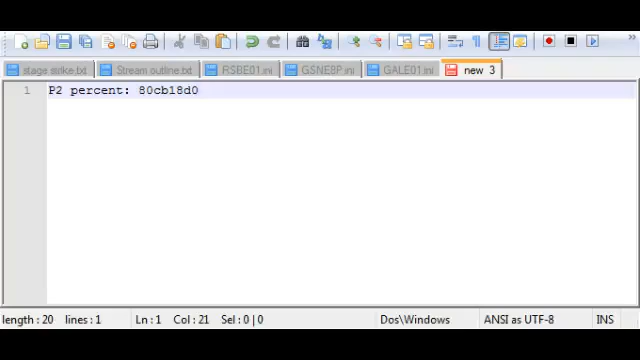 stage strike.txt Stream outline.txt RSBE01.ini GSNE8P.ini GALE01.ini new 3
1 P2 percent: 80cb18d0
length : 20 lines : 1 Ln : 1 Col : 21 Sel : 0 | 0 Dos\Windows ANSI as UTF-8 INS